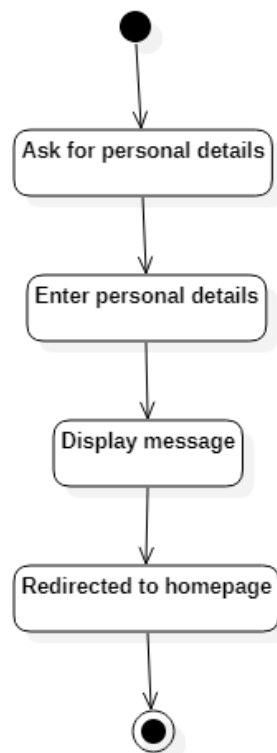 Ask for personal details
Enter personal details
Display message
Redirected to homepage